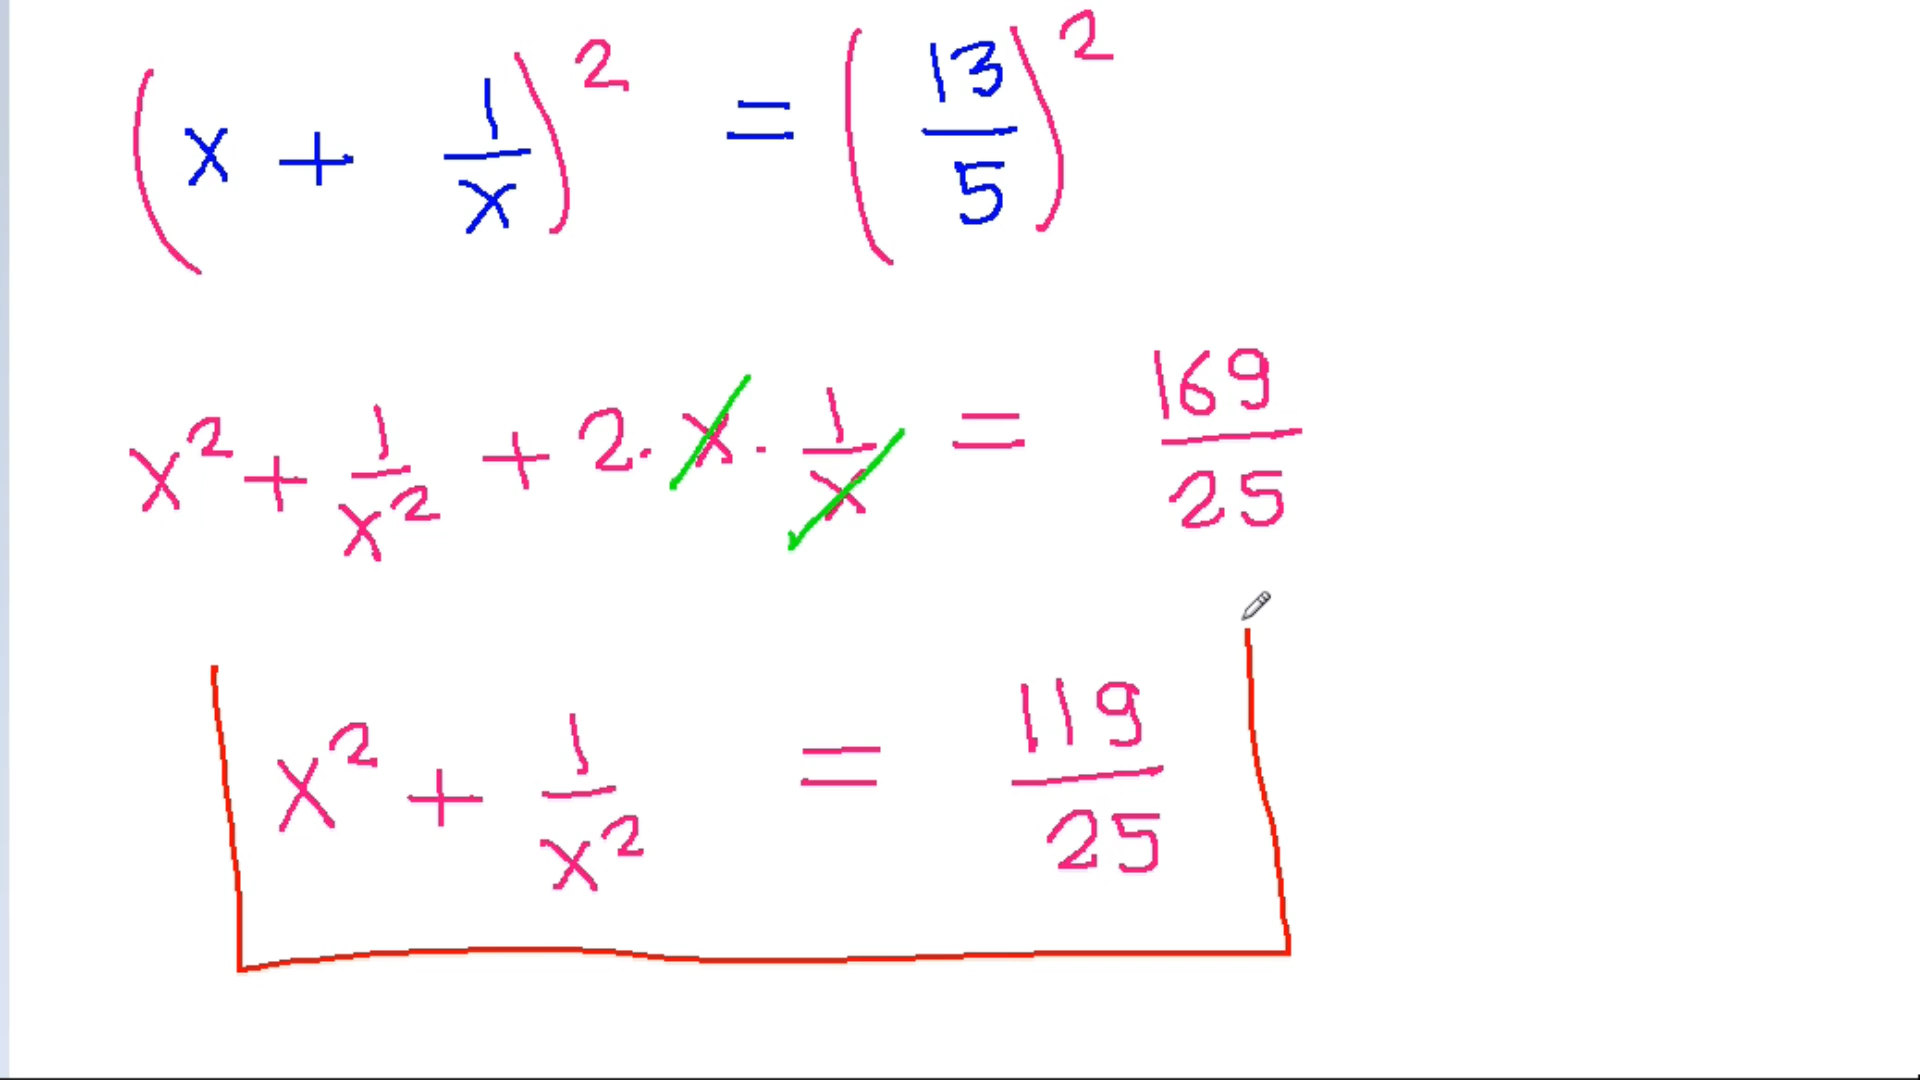 (x + 1/x)² = (13/5)²
x² + 1/x² + 2 · x · 1/x = 169/25
x² + 1/x² = 119/25